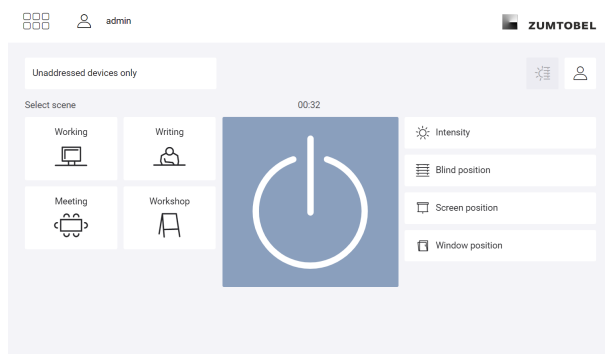 admin
ZUMTOBEL
Unaddressed devices only
Select scene
00:32
Working
Writing
Meeting
Workshop
Intensity
Blind position
Screen position
Window position